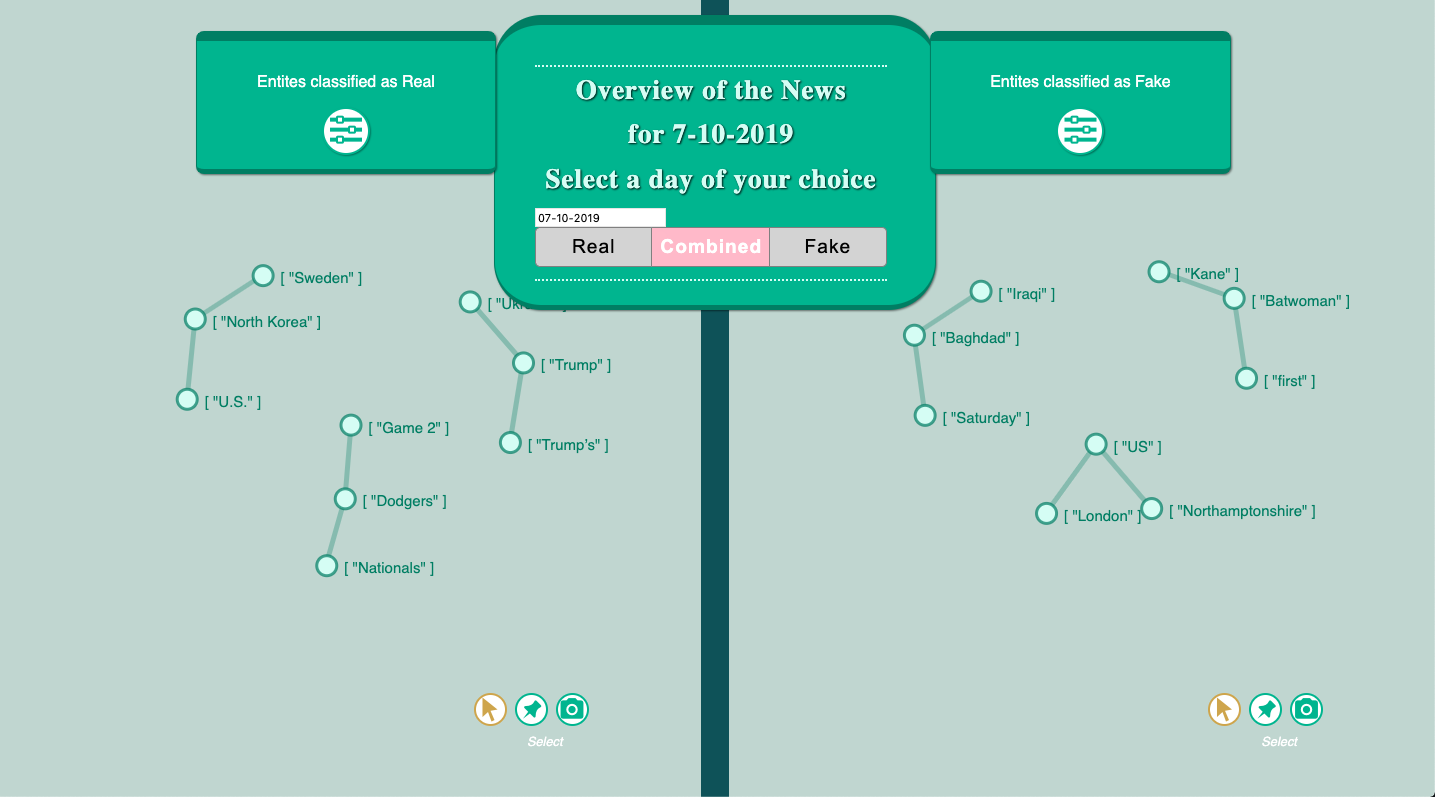 Entites classified as Real
Overview of the News
for 7-10-2019
Select a day of your choice
07-10-2019
Real
Combined
Fake
Entites classified as Fake
[ "Sweden" ]
[ "North Korea" ]
[ "U.S." ]
[ "Game 2" ]
[ "Dodgers" ]
[ "Nationals" ]
[ "Trump" ]
[ "Trump's" ]
[ "Iraqi" ]
[ "Baghdad" ]
[ "Saturday" ]
[ "Kane" ]
[ "Batwoman" ]
[ "first" ]
[ "US" ]
[ "London" ]
[ "Northamptonshire" ]
Select
Select